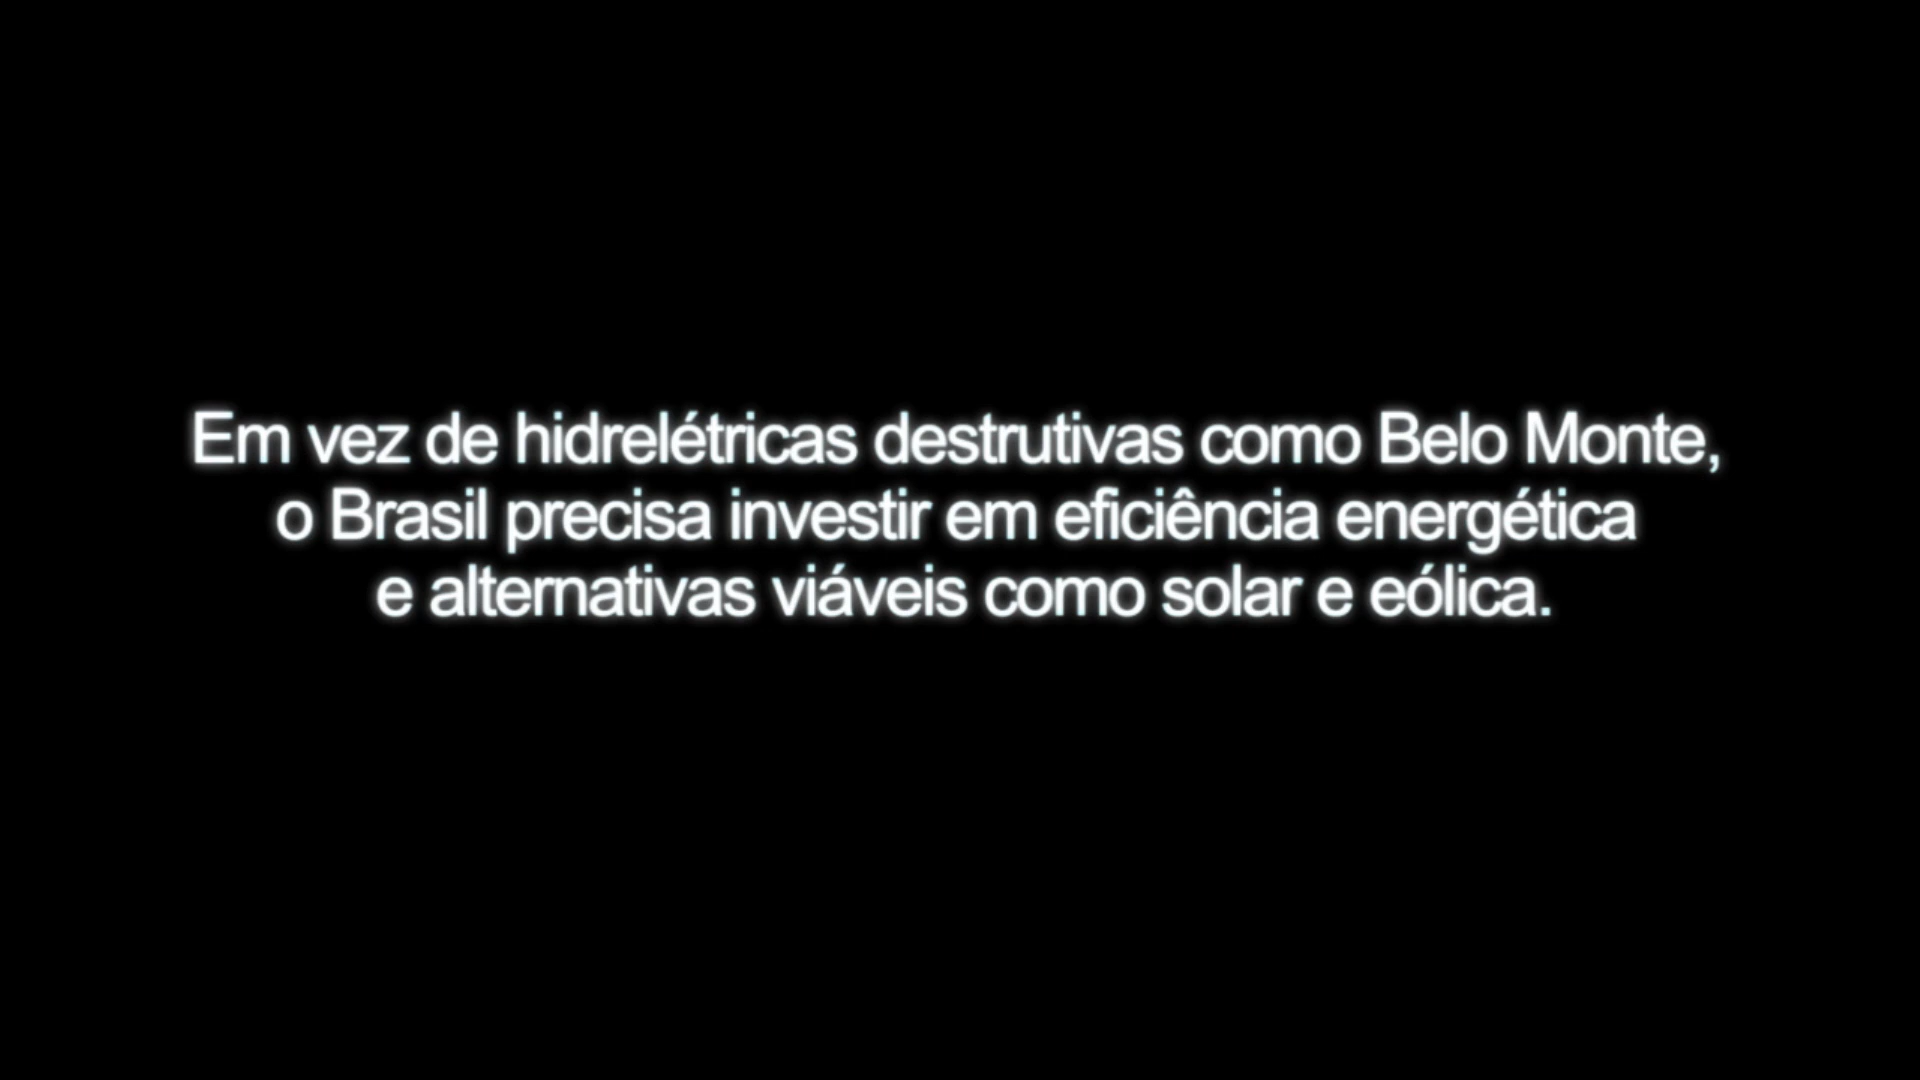 Em vez de hidrelétricas destrutivas como Belo Monte,
o Brasil precisa investir em eficiência energética
e alternativas viáveis como solar e eólica.